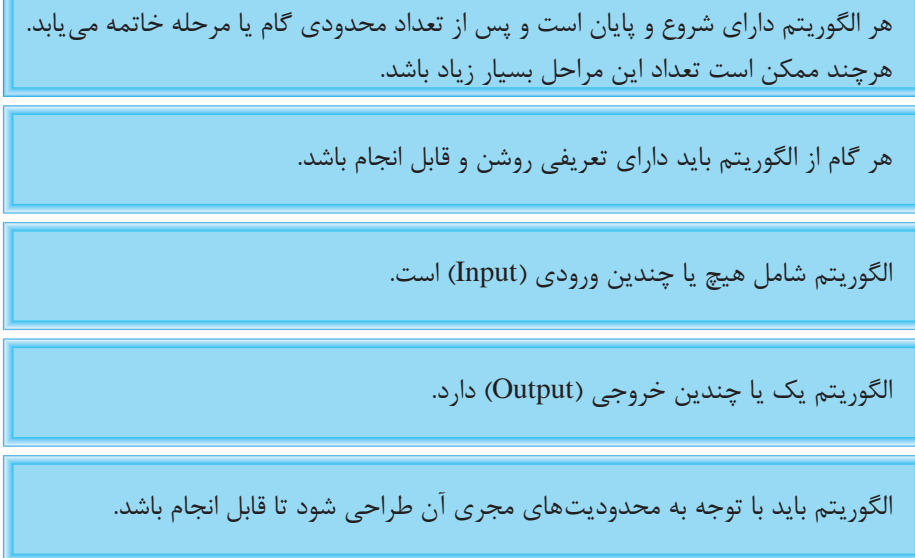 هر الگوریتم دارای شروع و پایان است و پس از تعداد محدودی گام یا مرحله خاتمه می‌یابد.
هرچند ممکن است تعداد این مراحل بسیار زیاد باشد.
هر گام از الگوریتم باید دارای تعریفی روشن و قابل انجام باشد.
الگوریتم شامل هیچ یا چندین ورودی (Input) است.
الگوریتم یک یا چندین خروجی (Output) دارد.
الگوریتم باید با توجه به محدودیت‌های مجری آن طراحی شود تا قابل انجام باشد.